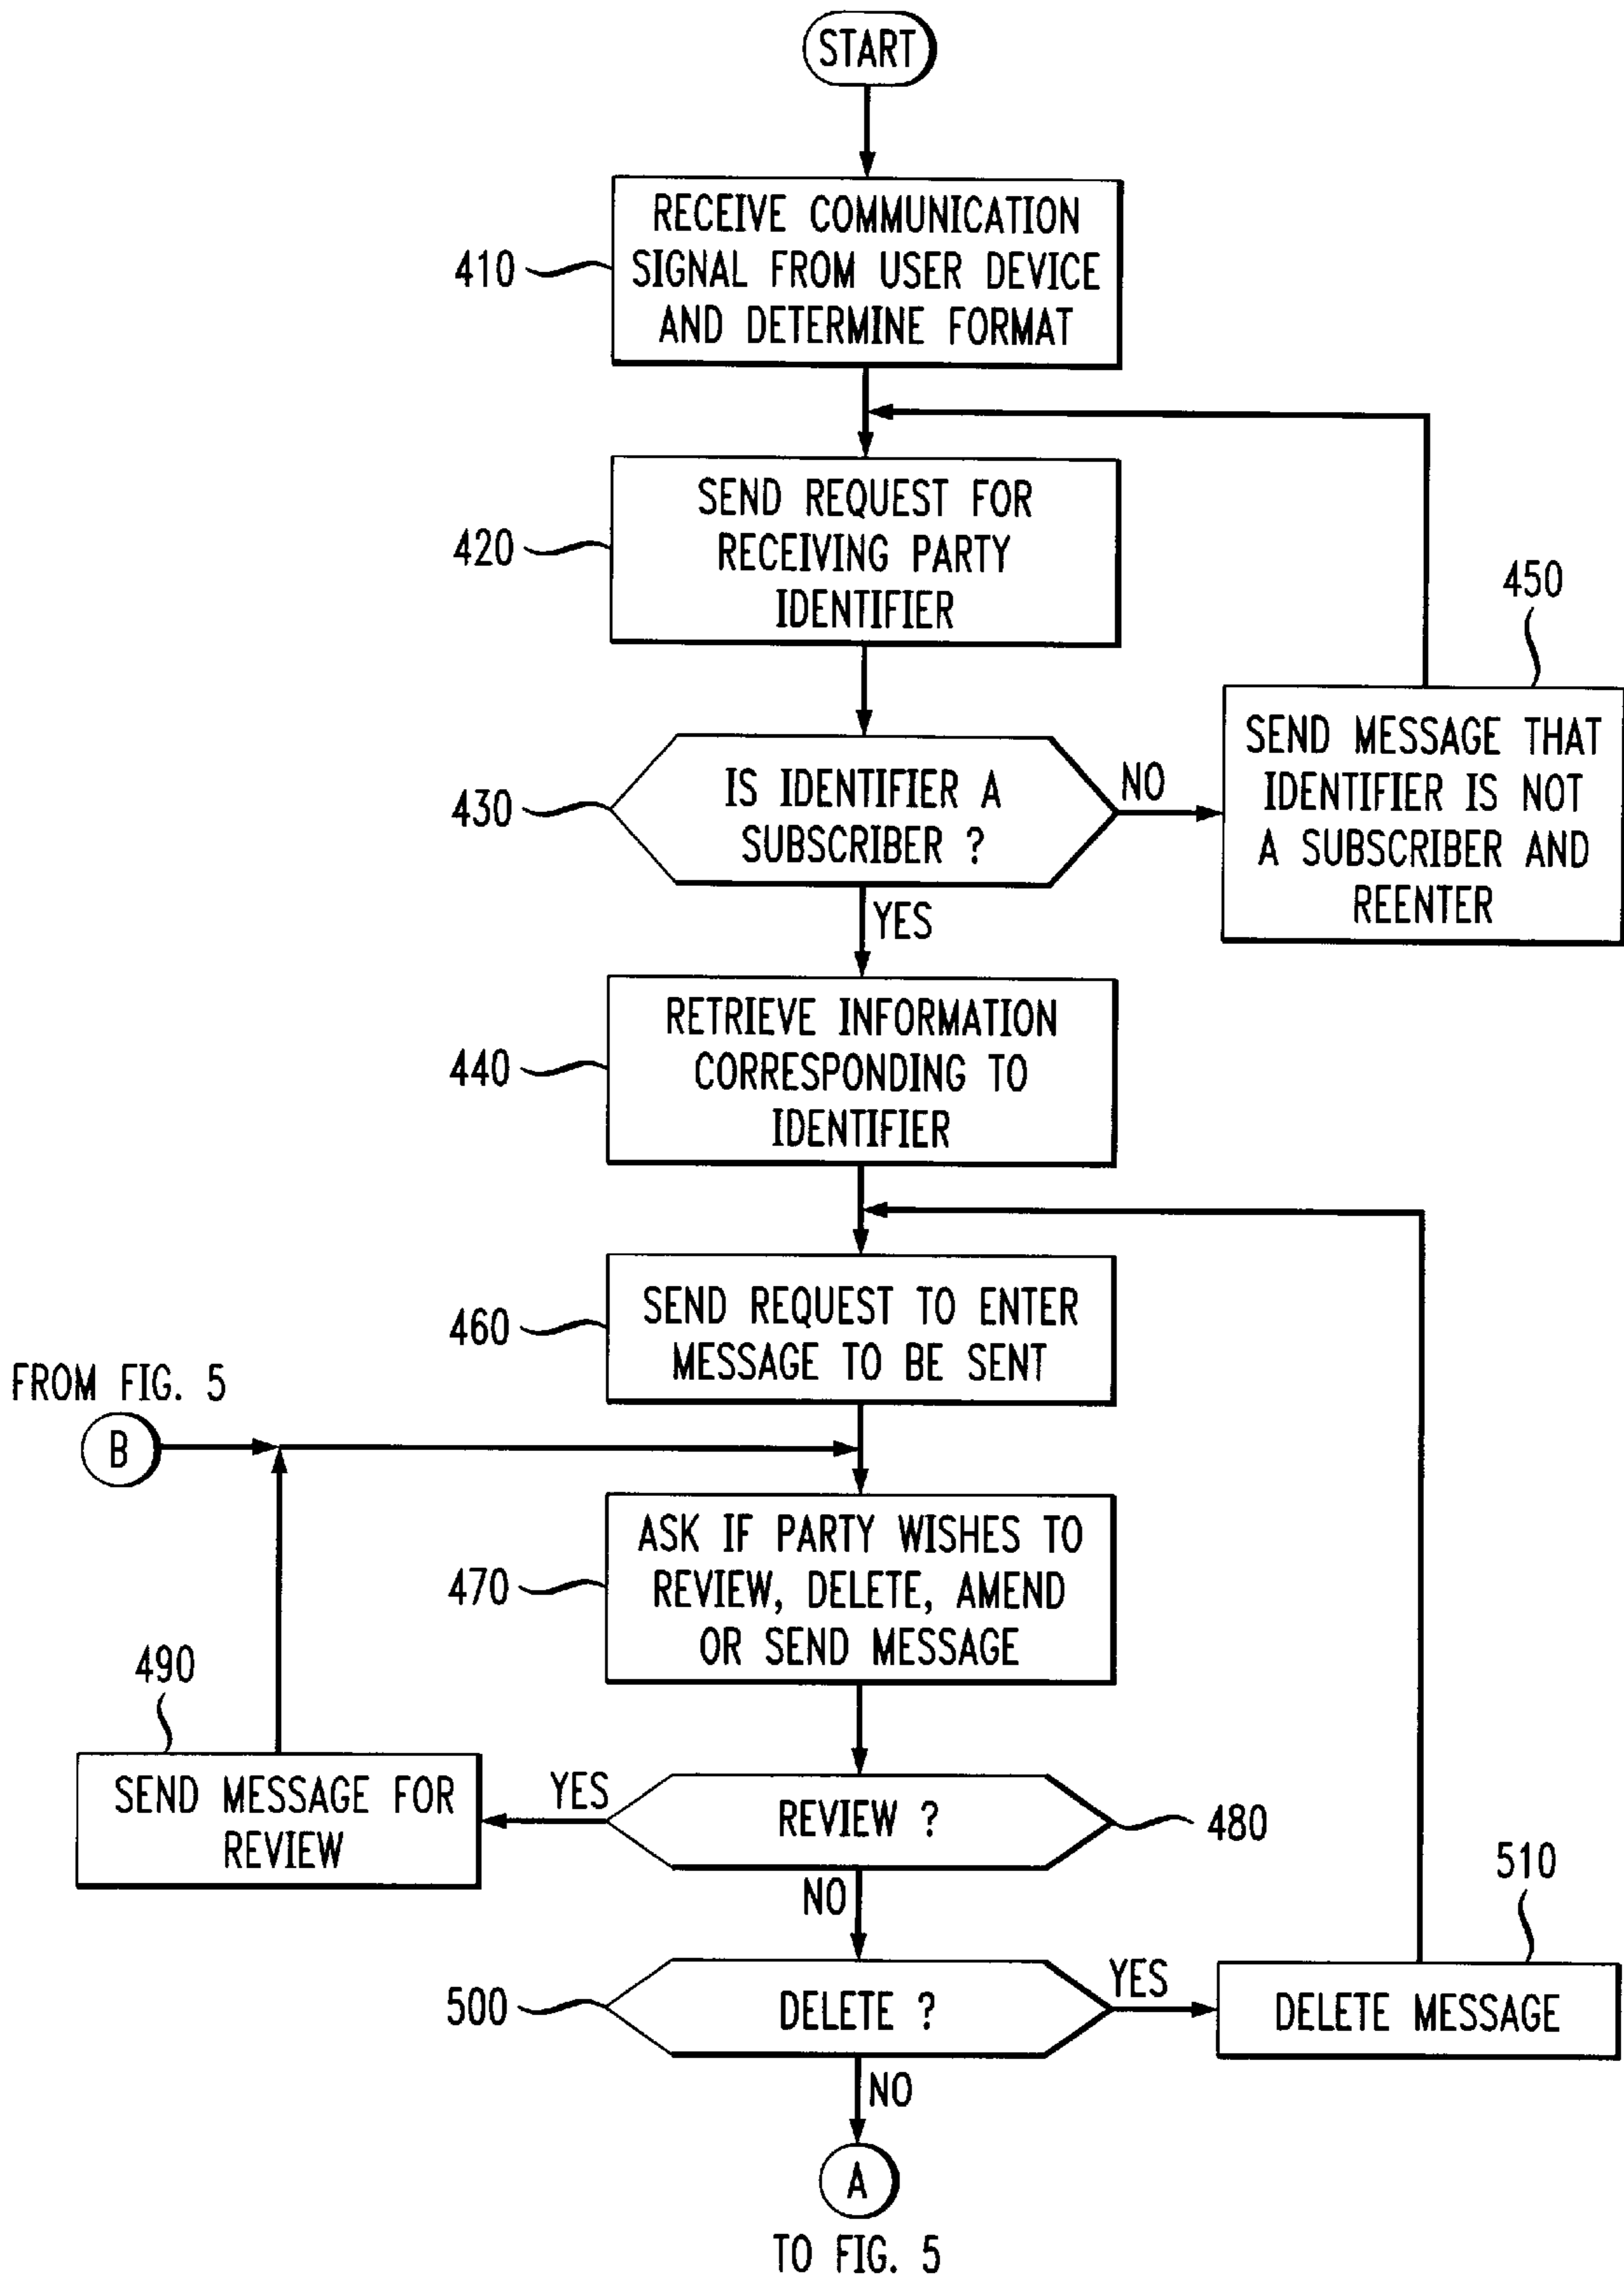 START
RECEIVE COMMUNICATION
SIGNAL FROM USER DEVICE
AND DETERMINE FORMAT
410
SEND REQUEST FOR
RECEIVING PARTY
IDENTIFIER
420
450
SEND MESSAGE THAT
IDENTIFIER IS NOT
A SUBSCRIBER AND
REENTER
IS IDENTIFIER A
SUBSCRIBER ?
430
NO
YES
RETRIEVE INFORMATION
CORRESPONDING TO
IDENTIFIER
440
SEND REQUEST TO ENTER
MESSAGE TO BE SENT
460
FROM FIG. 5
B
ASK IF PARTY WISHES TO
REVIEW, DELETE, AMEND
OR SEND MESSAGE
470
490
SEND MESSAGE FOR
REVIEW
YES
REVIEW ?
480
NO
510
500
DELETE ?
YES
DELETE MESSAGE
NO
A
TO FIG. 5